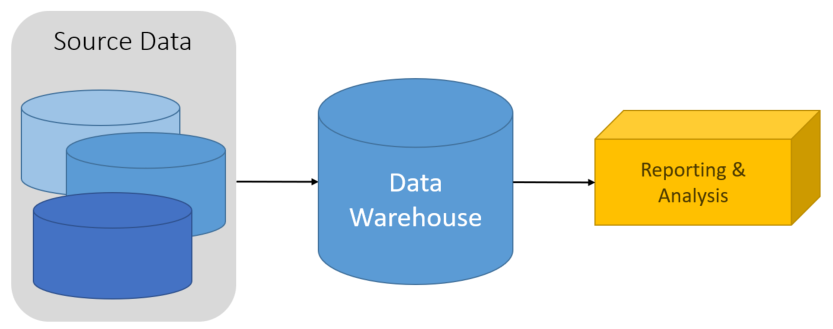 Source Data
Data
Warehouse
Reporting &
Analysis